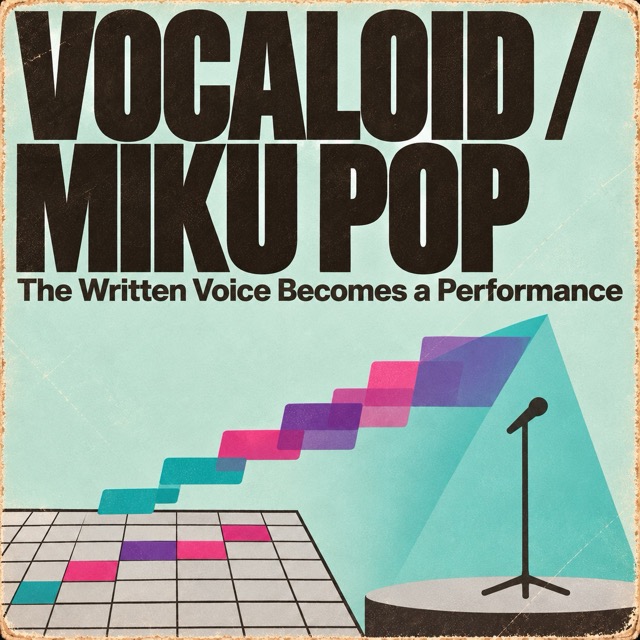 VOCALOID /
MIKU POP
The Written Voice Becomes a Performance